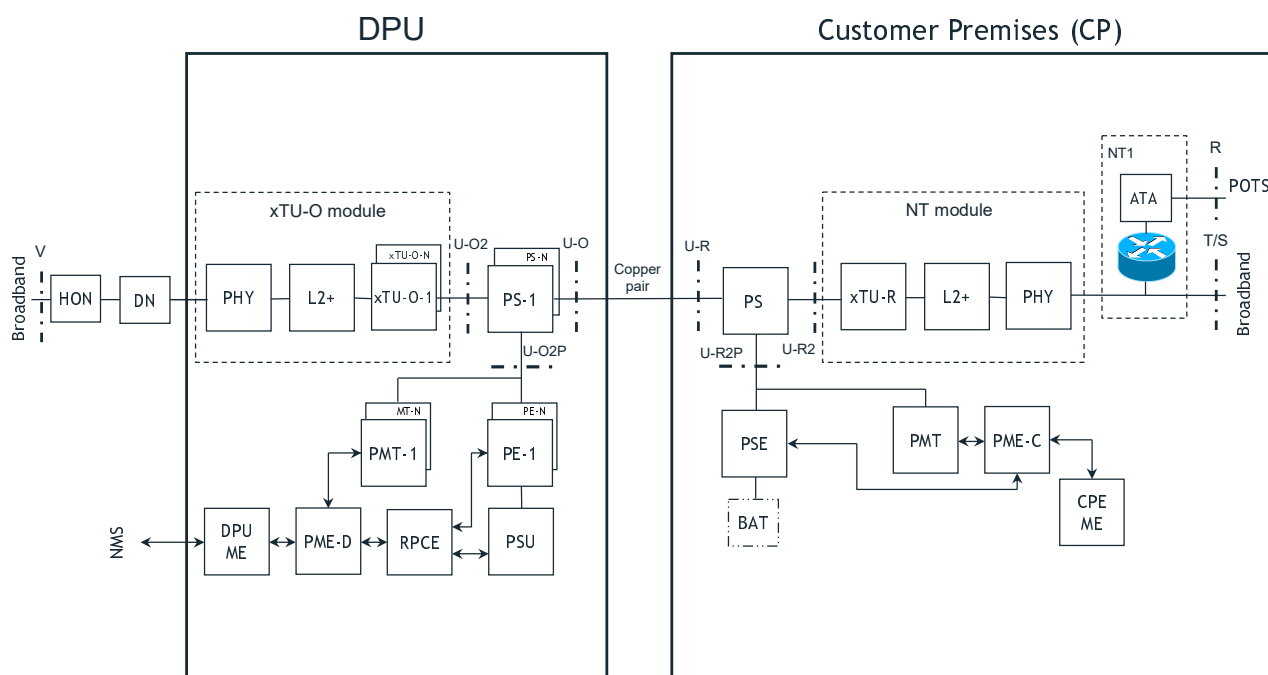 DPU
Customer Premises (CP)
NT1
R
POTS
ATA
xTU-O module
NT module
V
U-O2
U-O
U-R
T/S
xTU-O-N
PS-N
Copper
pair
Broadband
HON
DN
PHY
L2+
xTU-O-1
PS-1
PS
xTU-R
L2+
PHY
Broadband
U-O2P
U-R2P
U-R2
MT-N
PE-N
PMT-1
PE-1
PSE
PMT
PME-C
NMS
DPU
ME
PME-D
RPCE
PSU
BAT
CPE
ME